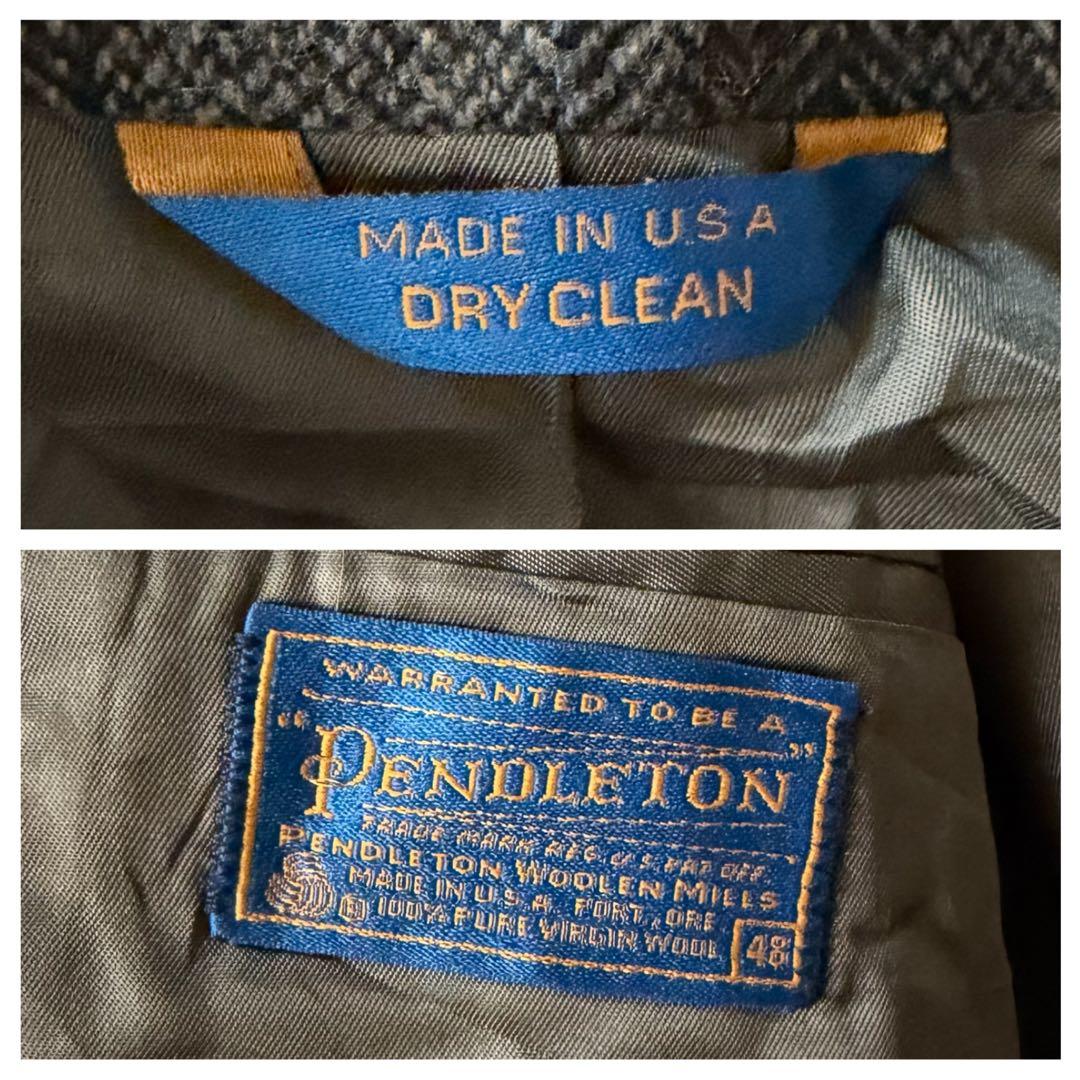 MADE IN U.S A
DRY CLEAN
WARRANTED TO BE A
"PENDLETON"
TRADE MARK REG. U.S. PAT. OFF.
PENDLETON WOOLEN MILLS
MADE IN U.S.A. PORT., ORE
100% PURE VIRGIN WOOL
48